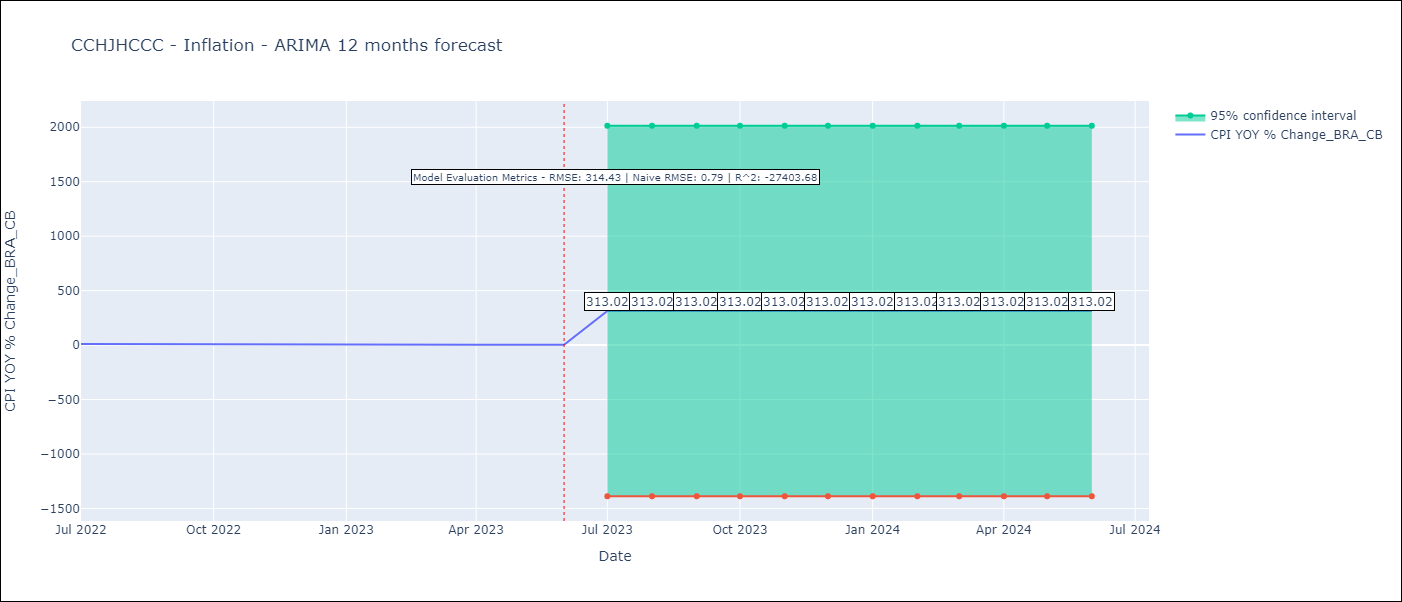 CCHJHCCC - Inflation - ARIMA 12 months forecast
95% confidence interval
CPI YOY % Change_BRA_CB
CPI YOY % Change_BRA_CB
2000
1500
1000
500
0
−500
−1000
−1500
Model Evaluation Metrics - RMSE: 314.43 | Naive RMSE: 0.79 | R^2: -27403.68
313.02 313.02 313.02 313.02 313.02 313.02 313.02 313.02 313.02 313.02 313.02 313.02
Jul 2022 Oct 2022 Jan 2023 Apr 2023 Jul 2023 Oct 2023 Jan 2024 Apr 2024 Jul 2024
Date